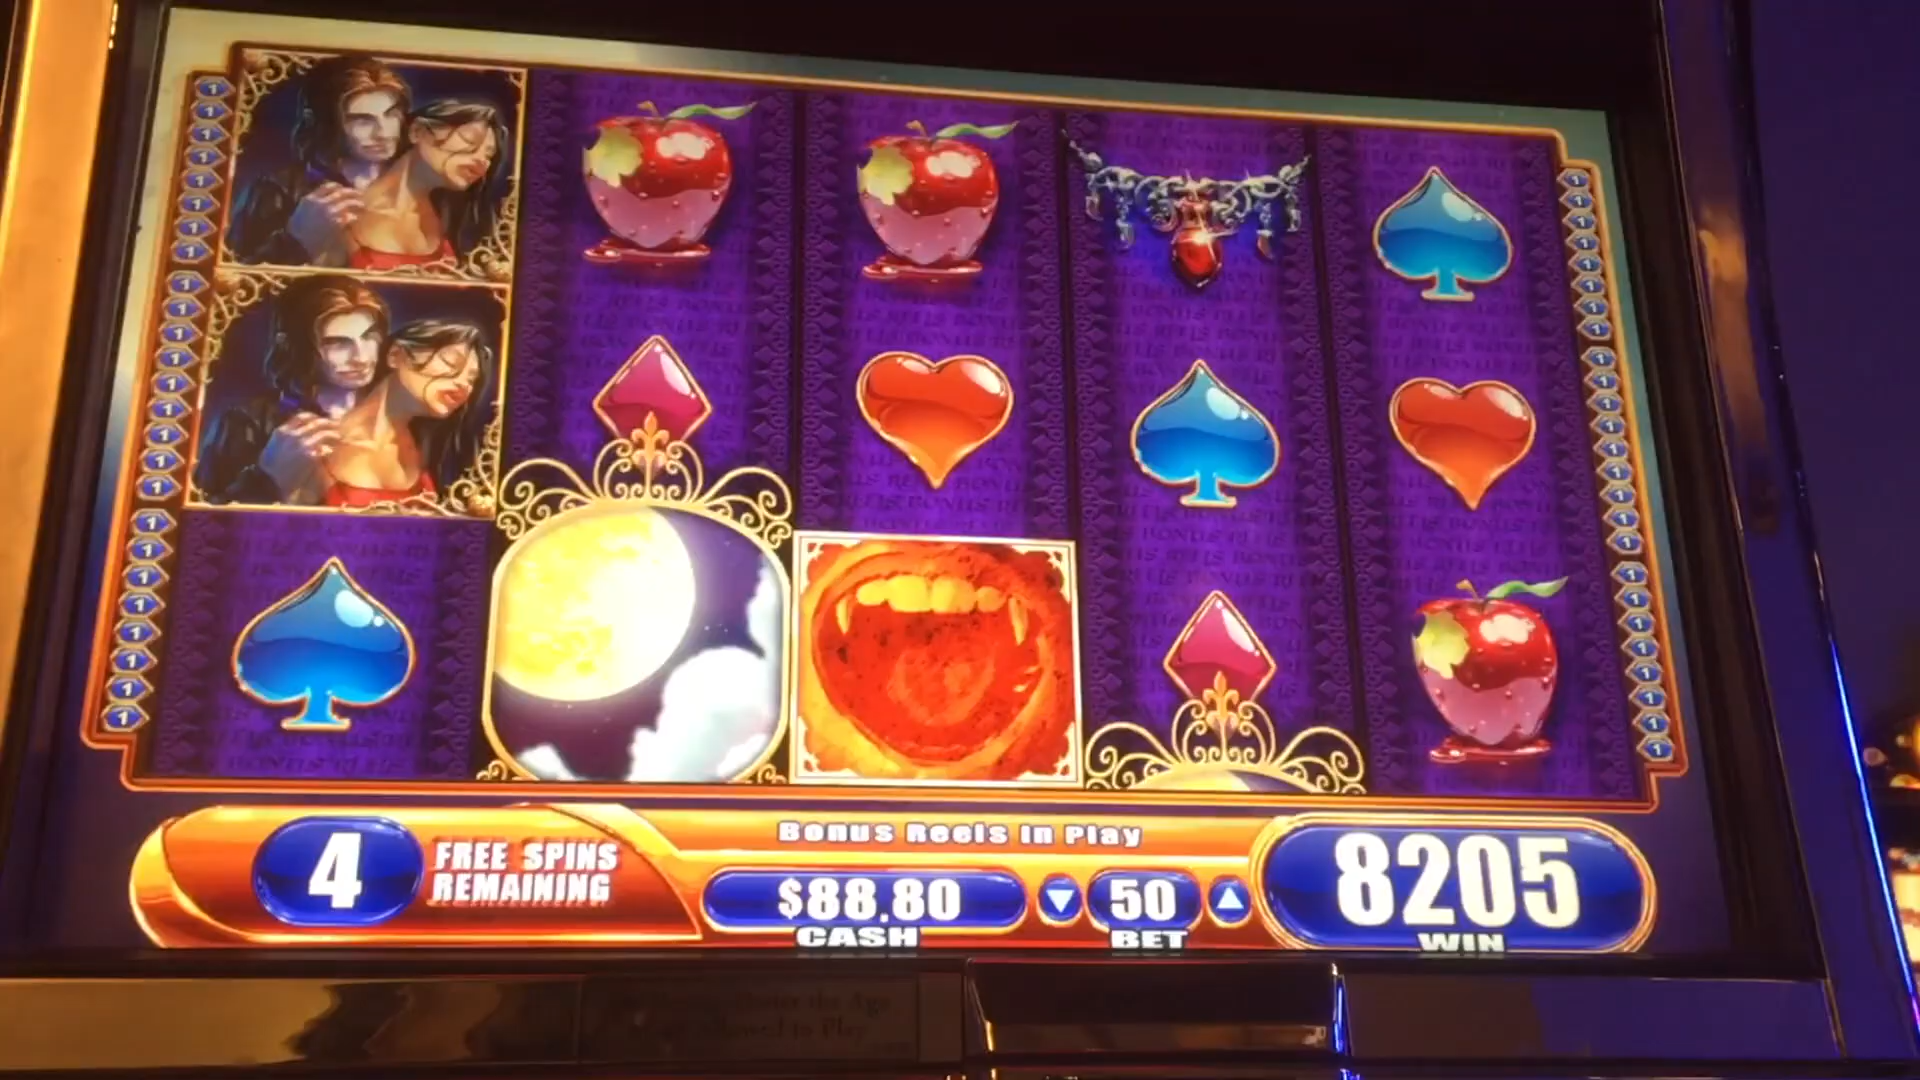 4
FREE SPINS
REMAINING
Bonus Reels In Play
$88.80
CASH
50
BET
8205
WIN